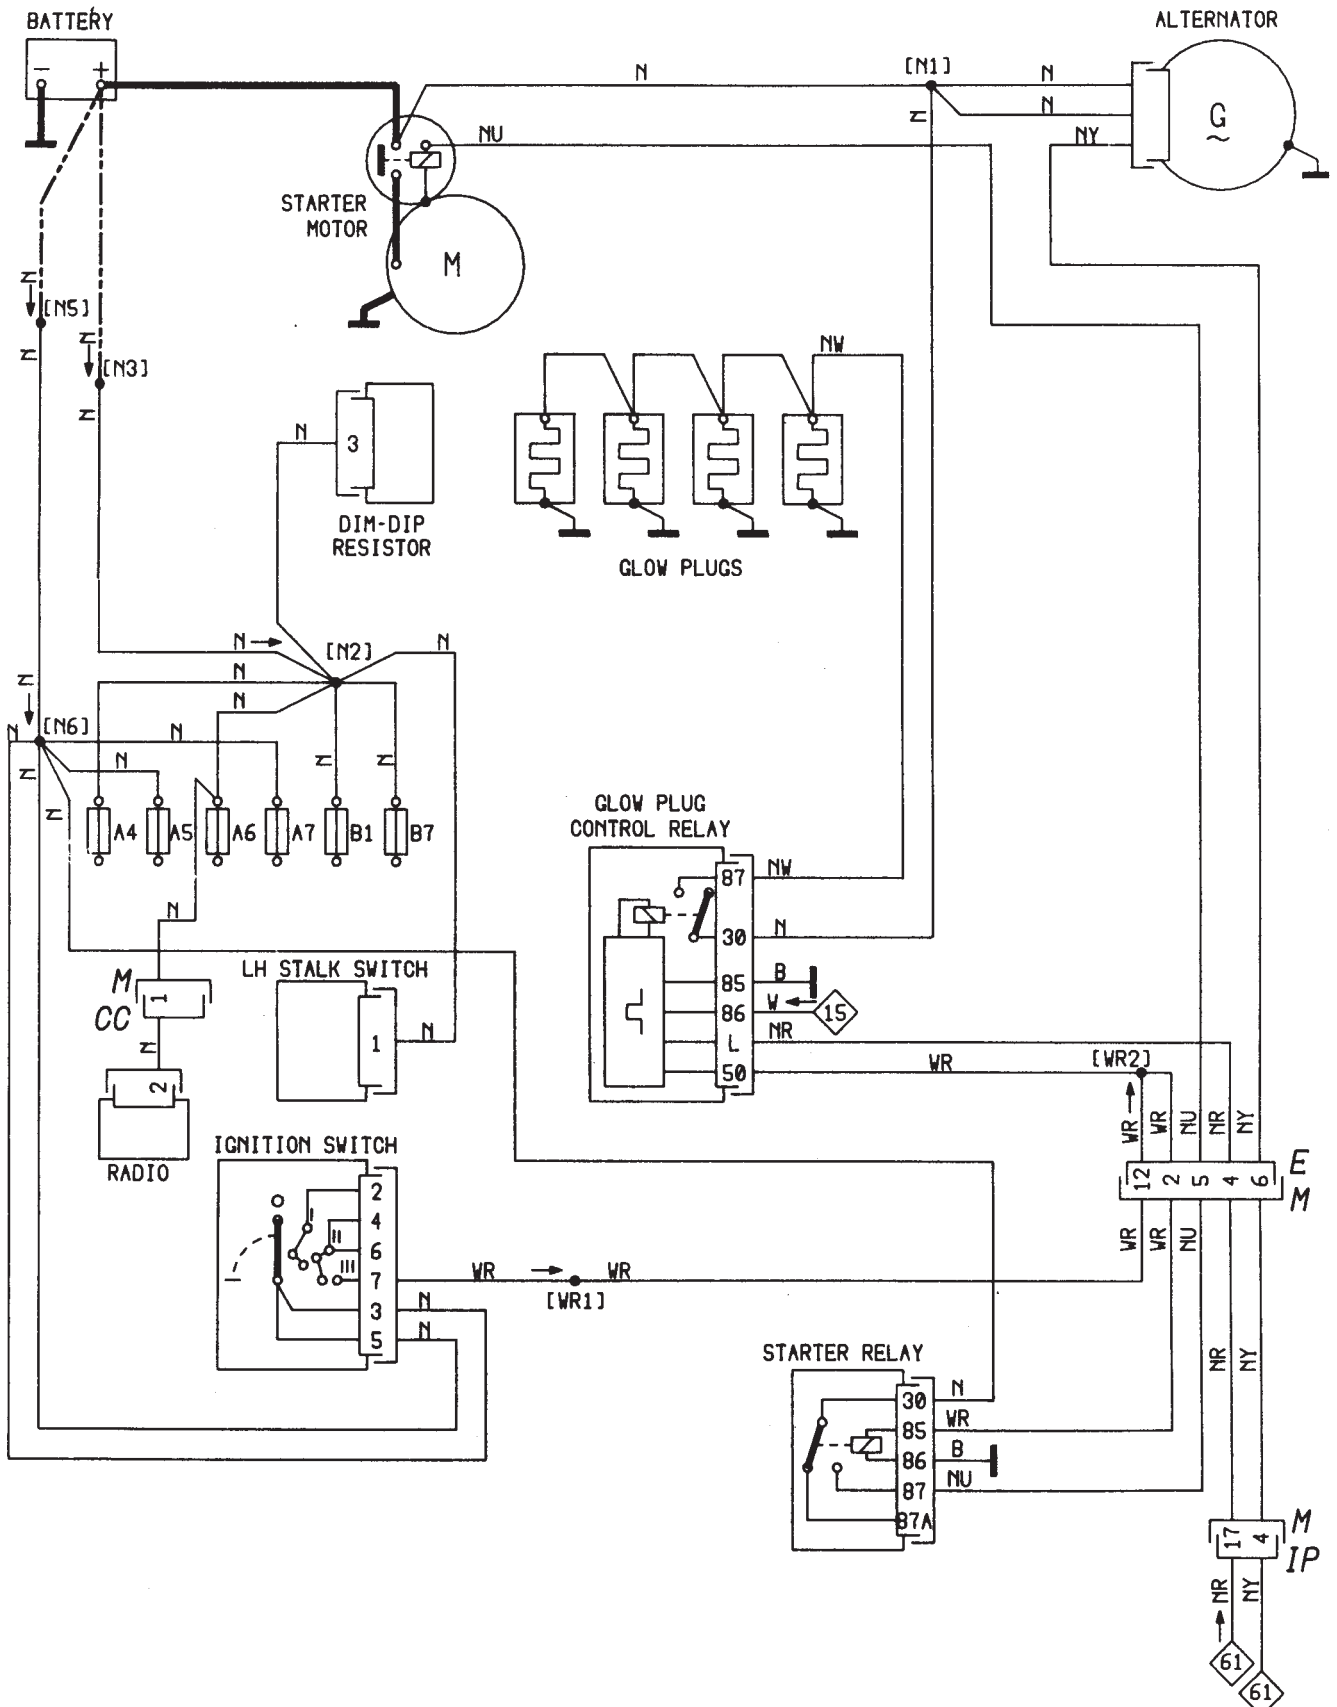 BATTERY
ALTERNATOR
- +
N
[N1]
N
N
N
G
~
NU
NY
STARTER
MOTOR
M
N
[N5]
N
N
[N3]
N
NW
N
3
DIM-DIP
RESISTOR
GLOW PLUGS
N
[N2]
N
N
N
N
[N6]
N
N
N
N
N
N
N
N
A4
A5
A6
A7
B1
B7
GLOW PLUG
CONTROL RELAY
87
NW
30
N
85
B
86
W
15
L
NR
50
WR
[WR2]
N
M
CC
1
N
2
RADIO
LH STALK SWITCH
1
N
WR
WR
NU
NR
NY
12
2
5
4
6
E
M
WR
WR
NU
IGNITION SWITCH
I
II
III
2
4
6
7
3
5
WR
[WR1]
WR
N
N
STARTER RELAY
30
N
85
WR
86
B
87
NU
87A
NR
NY
17
4
M
IP
NR
NY
61
61